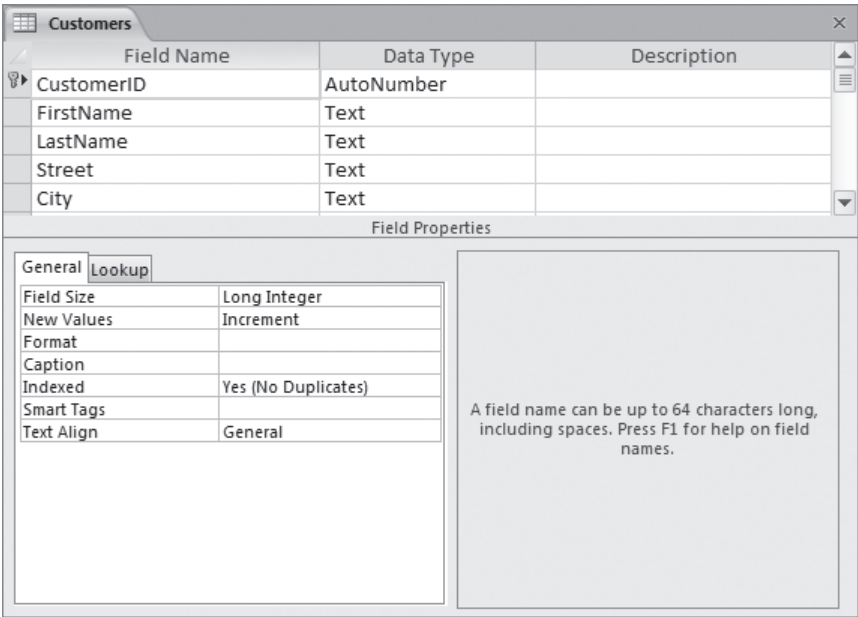 Customers
Field Name Data Type Description
CustomerID AutoNumber
FirstName Text
LastName Text
Street Text
City Text
Field Properties
General Lookup
Field Size Long Integer
New Values Increment
Format
Caption
Indexed Yes (No Duplicates)
Smart Tags
Text Align General
A field name can be up to 64 characters long,
including spaces. Press F1 for help on field
names.